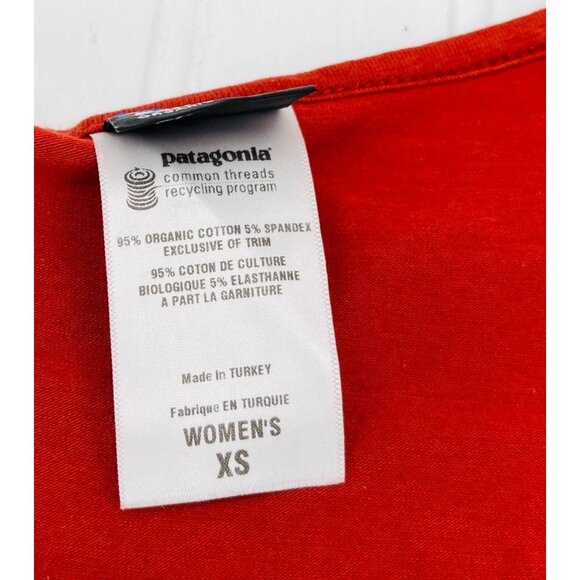 patagonia®
common threads
recycling program
95% ORGANIC COTTON 5% SPANDEX
EXCLUSIVE OF TRIM
95% COTON DE CULTURE
BIOLOGIQUE 5% ELASTHANNE
A PART LA GARNITURE
Made in TURKEY
Fabrique EN TURQUIE
WOMEN'S
XS